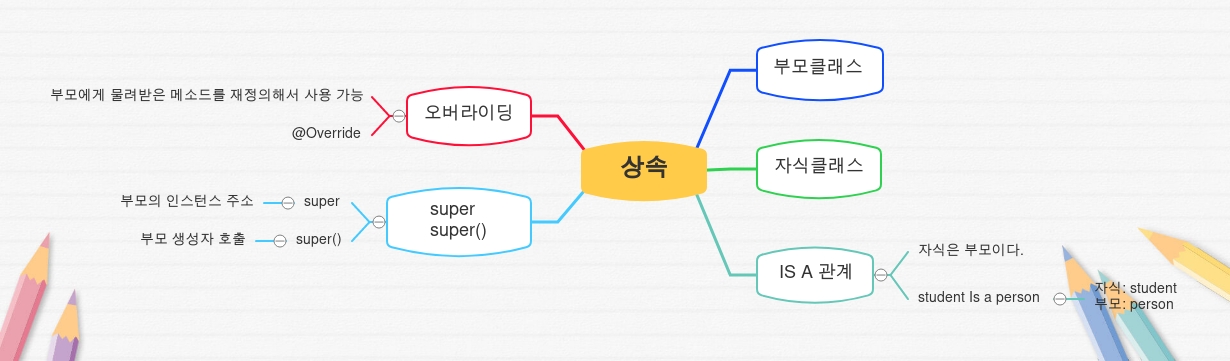 상속
부모클래스
자식클래스
IS A 관계
자식은 부모이다.
student Is a person
자식: student
부모: person
오버라이딩
부모에게 물려받은 메소드를 재정의해서 사용 가능
@Override
super
super()
super
부모의 인스턴스 주소
super()
부모 생성자 호출